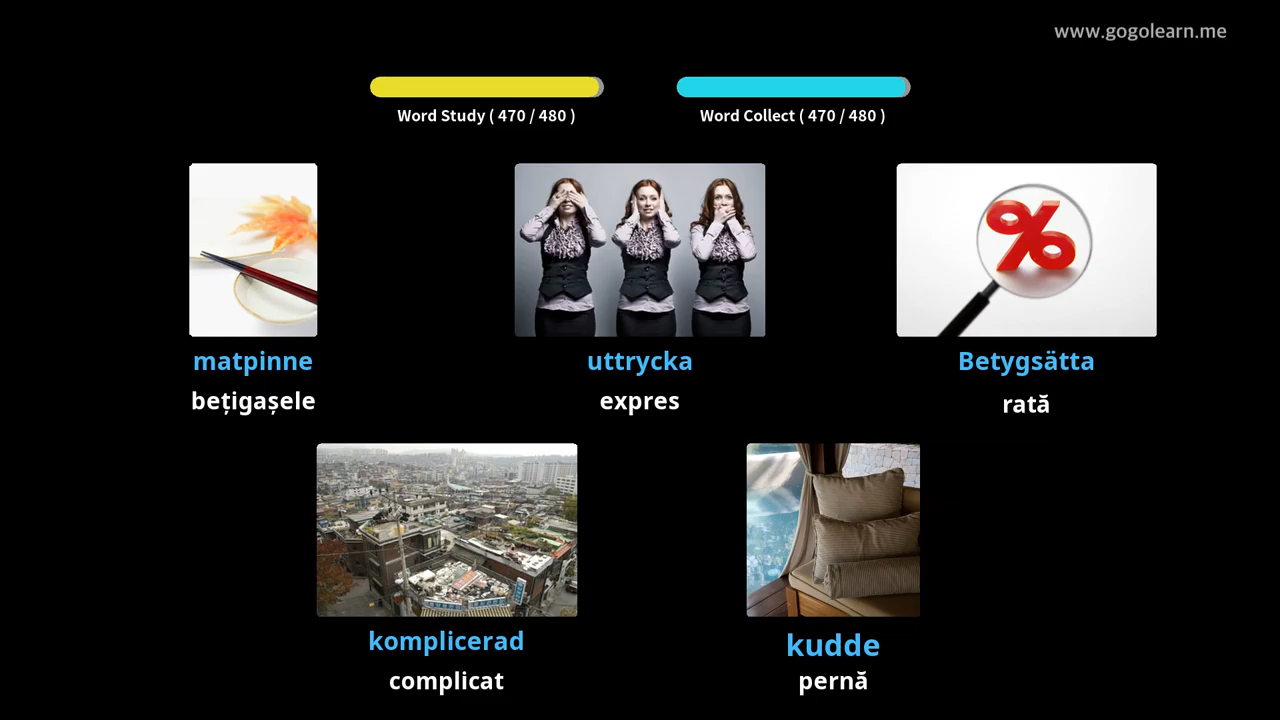 www.gogolearn.me
Word Study ( 470 / 480 )
Word Collect ( 470 / 480 )
matpinne
uttrycka
Betygsätta
bețigașele
expres
rată
komplicerad
kudde
complicat
pernă